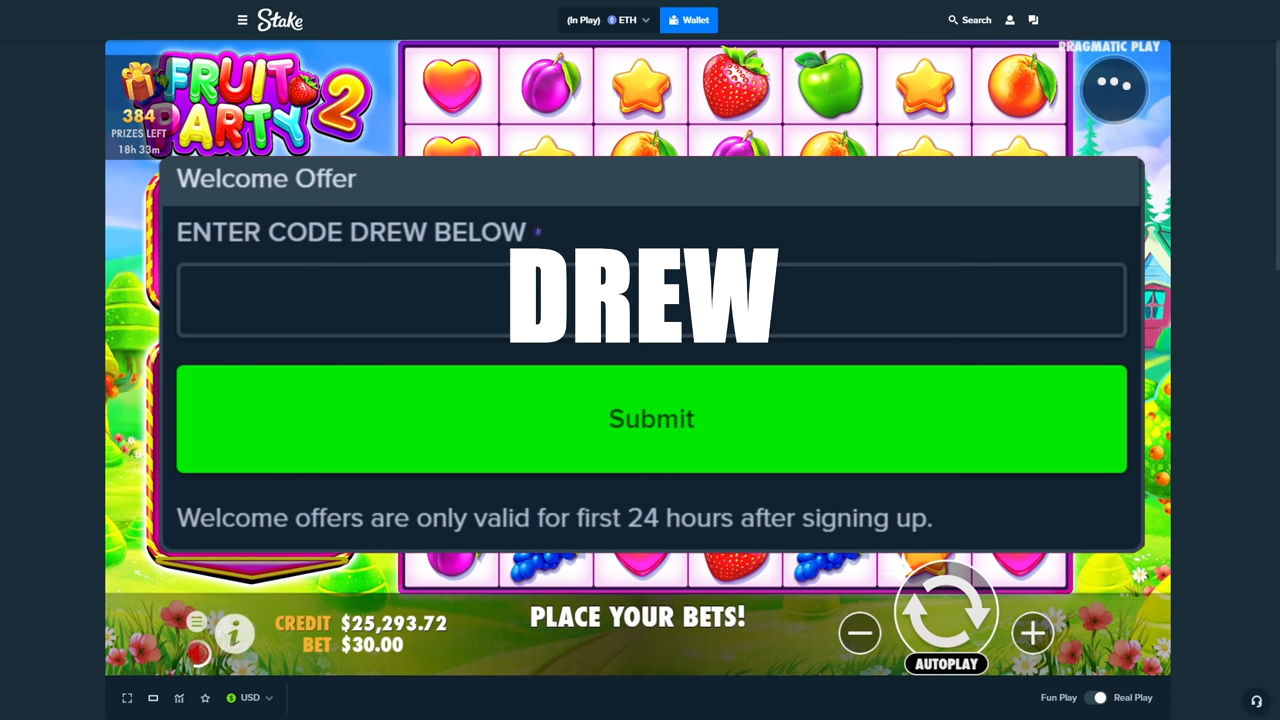 Stake
(In Play) ETH
Wallet
Search
PRAGMATIC PLAY
FRUIT
PARTY 2
384
PRIZES LEFT
18h 33m
Welcome Offer
ENTER CODE DREW BELOW *
DREW
Submit
Welcome offers are only valid for first 24 hours after signing up.
CREDIT $25,293.72
BET $30.00
PLACE YOUR BETS!
AUTOPLAY
USD
Fun Play Real Play